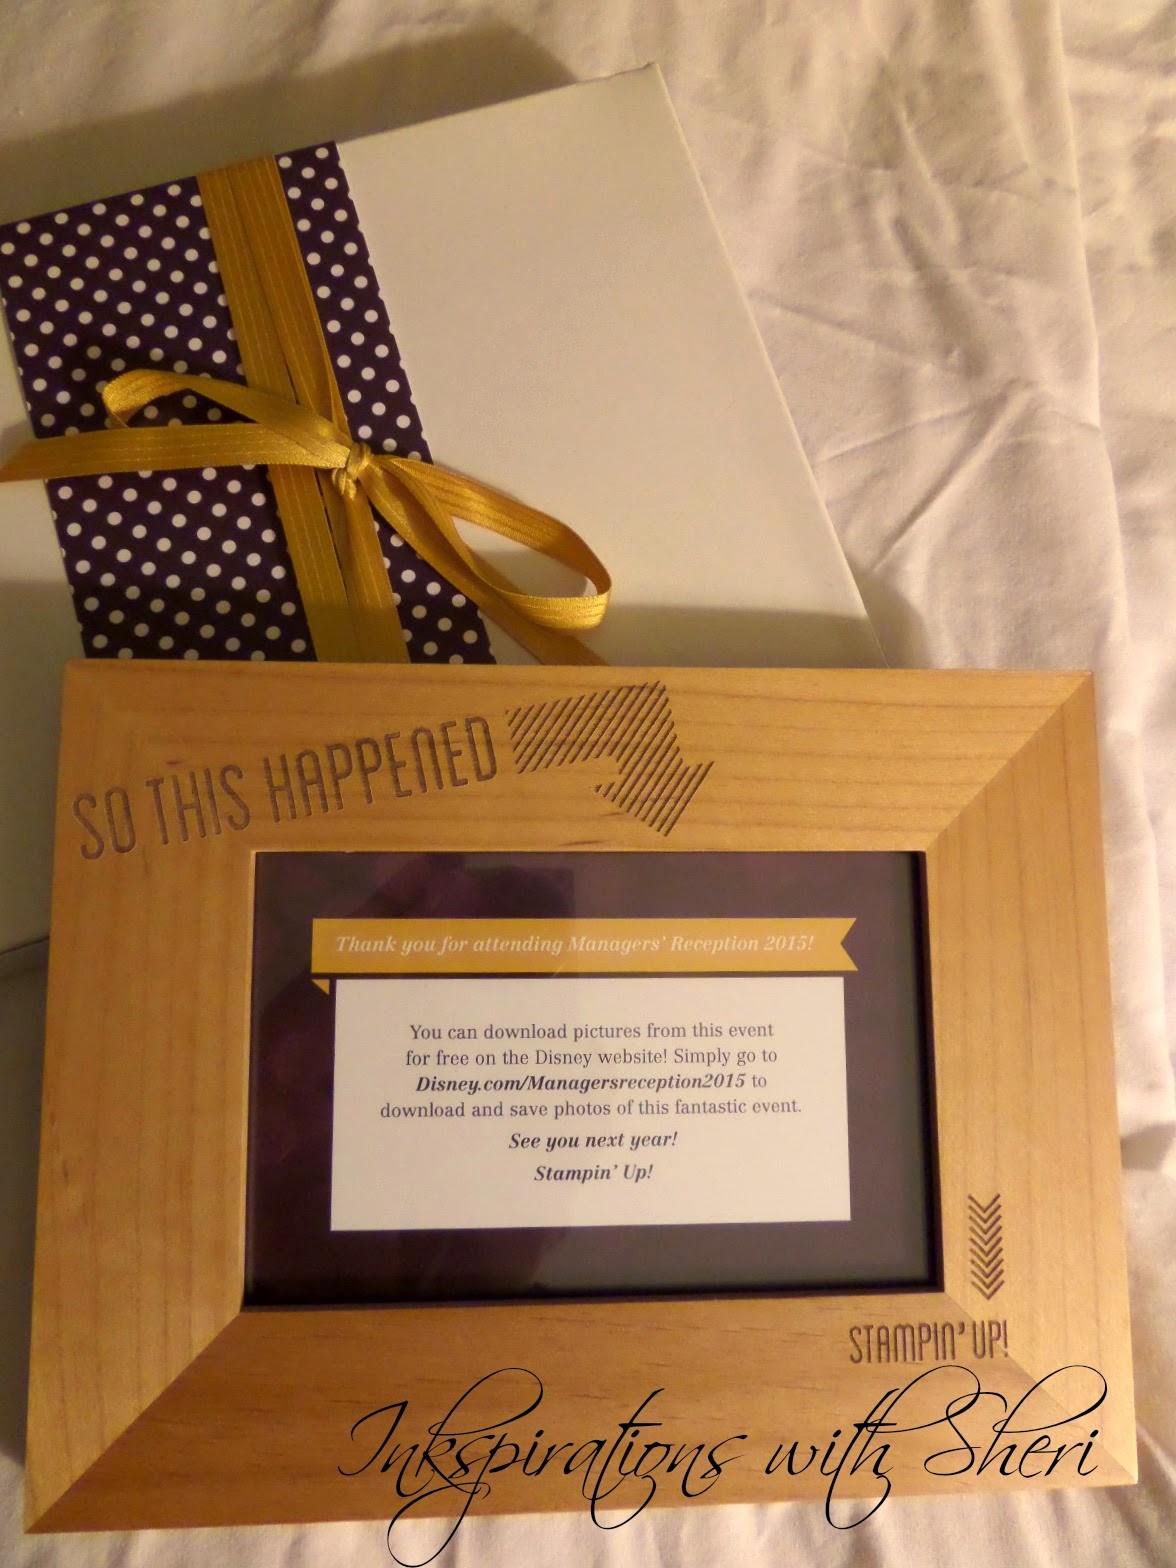 SO THIS HAPPENED
Thank you for attending Managers' Reception 2015!
You can download pictures from this event
for free on the Disney website! Simply go to
Disney.com/Managersreception2015 to
download and save photos of this fantastic event.
See you next year!
Stampin' Up!
STAMPIN' UP!
Inkspirations with Sheri